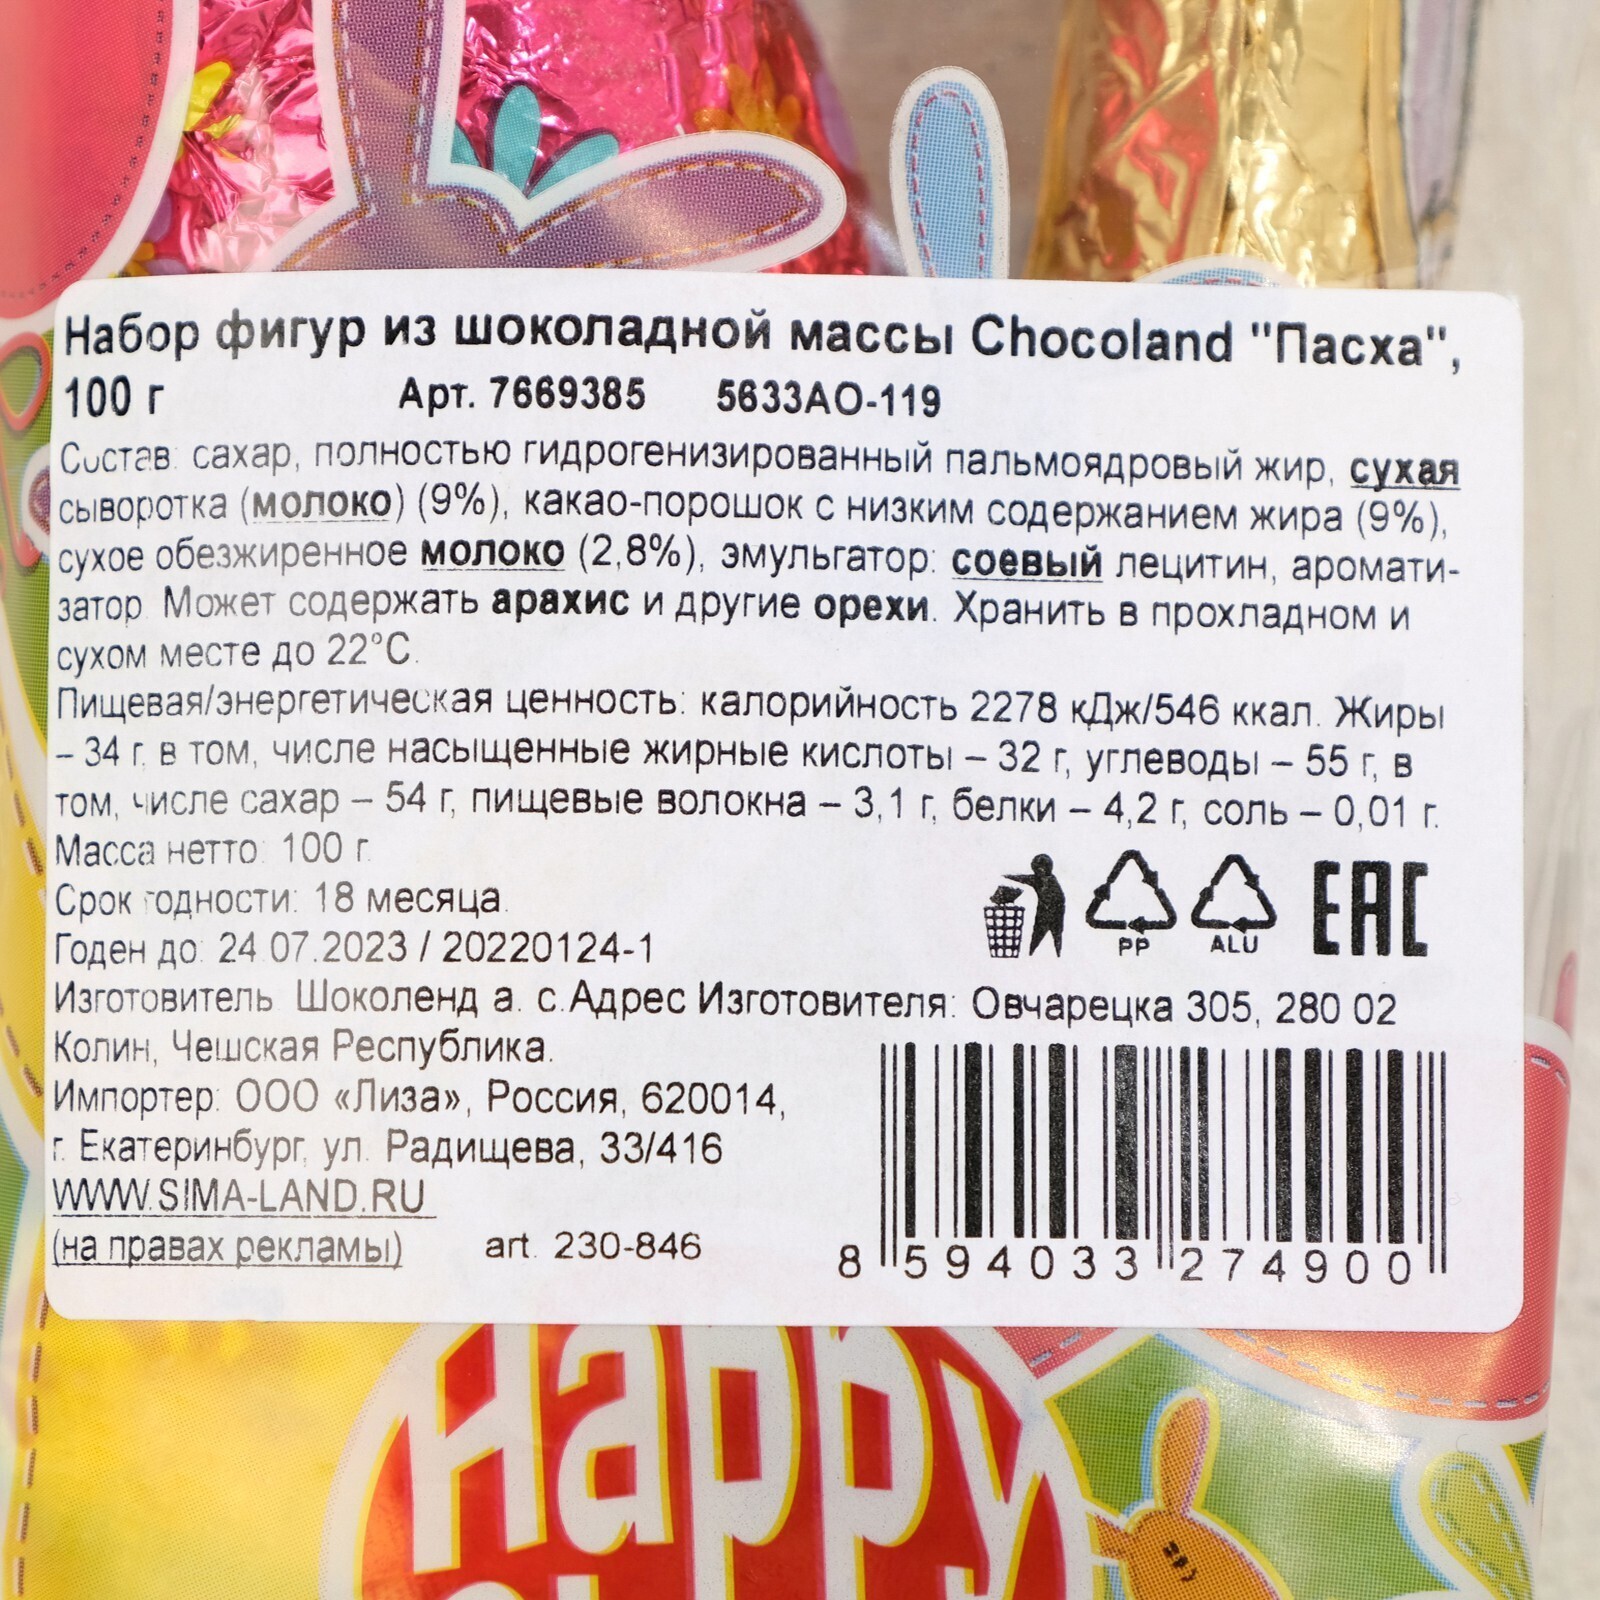 Набор фигур из шоколадной массы Chocoland "Пасха",
100 г Арт. 7669385 5633АО-119
Состав: сахар, полностью гидрогенизированный пальмоядровый жир, сухая
сыворотка (молоко) (9%), какао-порошок с низким содержанием жира (9%),
сухое обезжиренное молоко (2,8%), эмульгатор: соевый лецитин, аромати-
затор. Может содержать арахис и другие орехи. Хранить в прохладном и
сухом месте до 22°С.
Пищевая/энергетическая ценность: калорийность 2278 кДж/546 ккал. Жиры
– 34 г, в том, числе насыщенные жирные кислоты – 32 г, углеводы – 55 г, в
том, числе сахар – 54 г, пищевые волокна – 3,1 г, белки – 4,2 г, соль – 0,01 г.
Масса нетто: 100 г.
Срок годности: 18 месяца.
Годен до: 24.07.2023 / 20220124-1
PP ALU EAC
Изготовитель: Шоколенд а. с. Адрес Изготовителя: Овчарецка 305, 280 02
Колин, Чешская Республика.
Импортер: ООО «Лиза», Россия, 620014,
г. Екатеринбург, ул. Радищева, 33/416
WWW.SIMA-LAND.RU
(на правах рекламы) art. 230-846
8 594033 274900
Happy